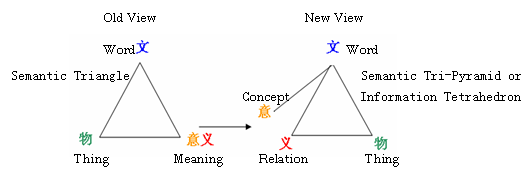 Old View
New View
Word文
文 Word
Semantic Triangle
Semantic Tri-Pyramid or
Information Tetrahedron
Concept
意
物
意义
义
物
Thing
Meaning
Relation
Thing